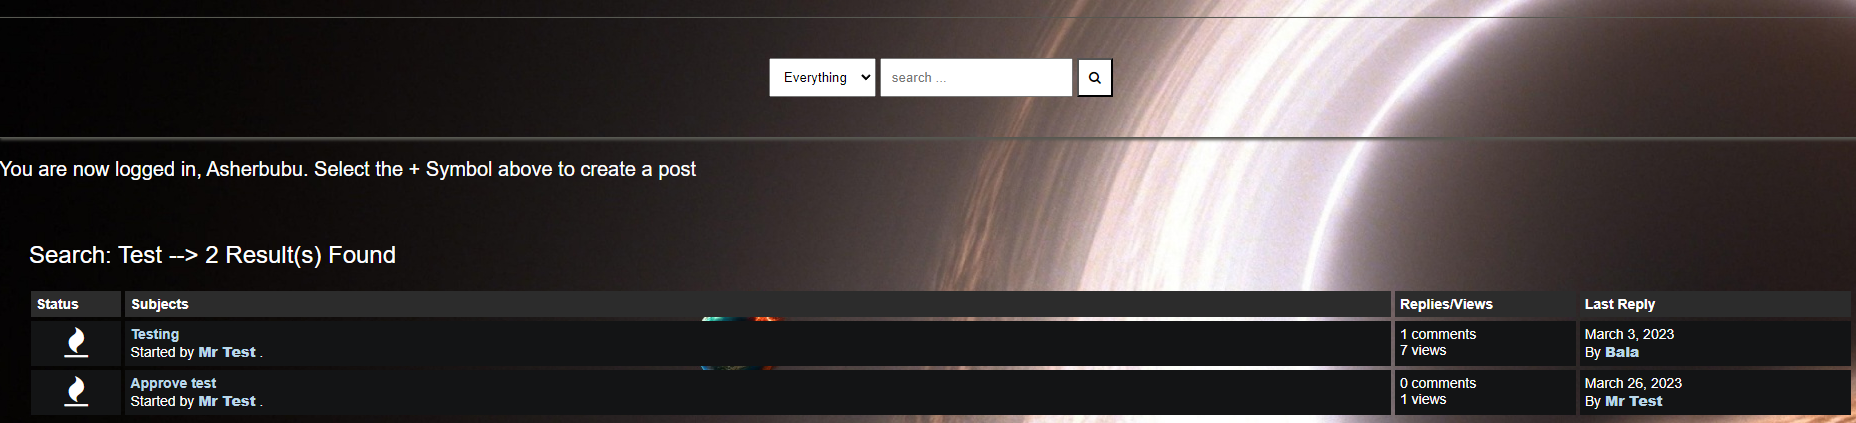 Everything search ...
You are now logged in, Asherbubu. Select the + Symbol above to create a post
Search: Test --> 2 Result(s) Found
Status Subjects Replies/Views Last Reply
Testing 1 comments March 3, 2023
Started by Mr Test . 7 views By Bala
Approve test 0 comments March 26, 2023
Started by Mr Test . 1 views By Mr Test